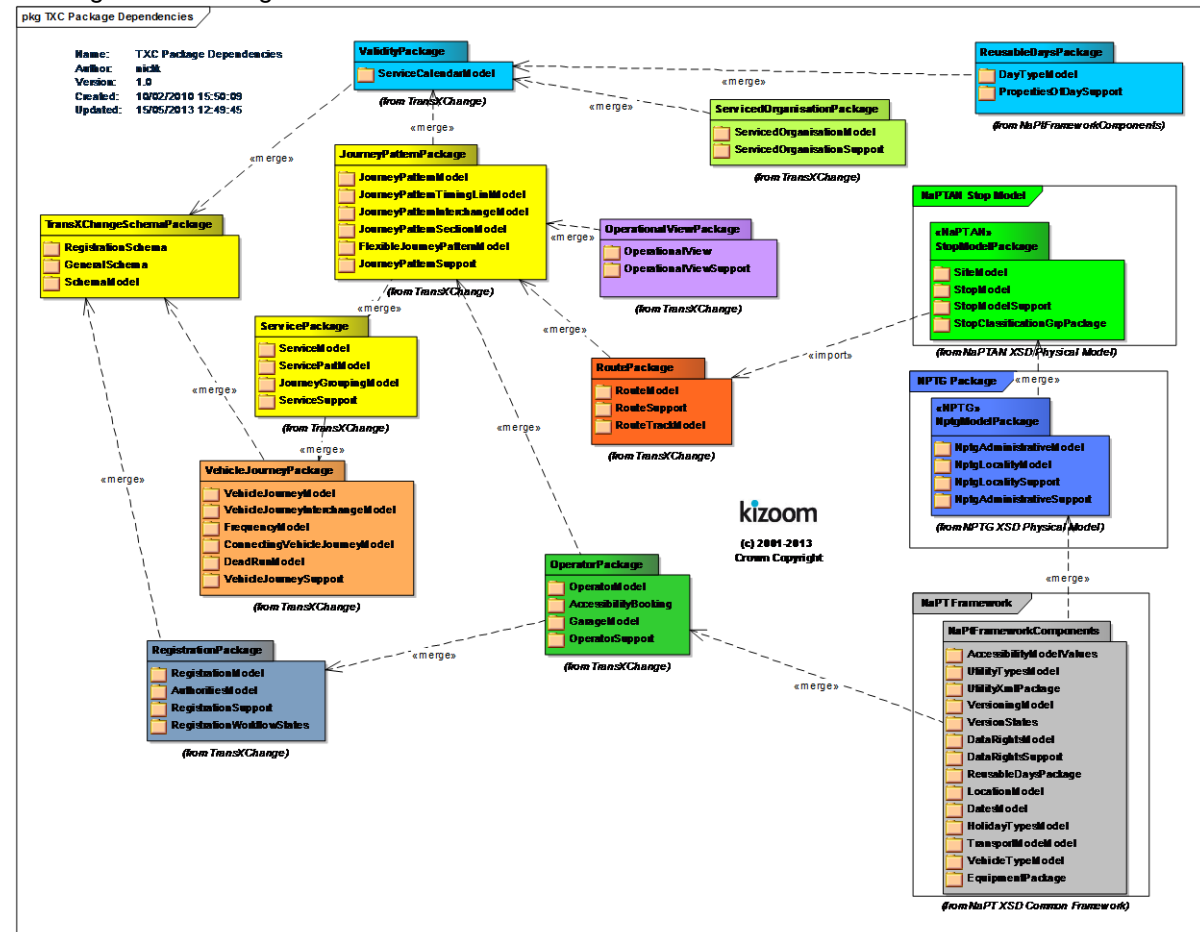 pkg TXC Package Dependencies
Name: TXC Package Dependencies
Author: nickk
Version: 1.0
Created: 10/02/2010 15:50:09
Updated: 15/05/2013 12:49:45
ValidityPackage
ServiceCalendarModel
(from TransXChange)
ReusableDaysPackage
DayTypeModel
PropertiesOfDaySupport
(from NaPtFrameworkComponents)
«merge»
«merge»
ServicedOrganisationPackage
ServicedOrganisationModel
ServicedOrganisationSupport
(from TransXChange)
«merge»
«merge»
JourneyPatternPackage
JourneyPatternModel
JourneyPatternTimingLinkModel
JourneyPatternInterchangeModel
JourneyPatternSectionModel
FlexibleJourneyPatternModel
JourneyPatternSupport
(from TransXChange)
TransXChangeSchemaPackage
RegistrationSchema
GeneralSchema
SchemaModel
OperationalViewPackage
OperationalView
OperationalViewSupport
(from TransXChange)
«merge»
NaPTAN Stop Model
«NaPTAN»
StopModelPackage
SiteModel
StopModel
StopModelSupport
StopClassificationGrpPackage
(from NaPTAN XSD Physical Model)
«merge»
ServicePackage
ServiceModel
ServicePartModel
JourneyGroupingModel
ServiceSupport
(from TransXChange)
«merge»
«import»
RoutePackage
RouteModel
RouteSupport
RouteTrackModel
(from TransXChange)
NPTG Package
«merge»
«NPTG»
NptgModelPackage
NptgAdministrativeModel
NptgLocalityModel
NptgLocalitySupport
NptgAdministrativeSupport
(from NPTG XSD Physical Model)
«merge»
«merge»
«merge»
«merge»
VehicleJourneyPackage
VehicleJourneyModel
VehicleJourneyInterchangeModel
FrequencyModel
ConnectingVehicleJourneyModel
DeadRunModel
VehicleJourneySupport
(from TransXChange)
kizoom
(c) 2001-2013
Crown Copyright
OperatorPackage
OperatorModel
AccessibilityBooking
GarageModel
OperatorSupport
(from TransXChange)
«merge»
RegistrationPackage
RegistrationModel
AuthoritiesModel
RegistrationSupport
RegistrationWorkflowStates
(from TransXChange)
«merge»
«merge»
NaPT Framework
NaPtFrameworkComponents
AccessibilityModelValues
UtilityTypesModel
UtilityXmlPackage
VersioningModel
VersionStates
DataRightsModel
DataRightsSupport
ReusableDaysPackage
LocationModel
DatesModel
HolidayTypesModel
TransportModeModel
VehicleTypeModel
EquipmentPackage
(from NaPT XSD Common Framework)